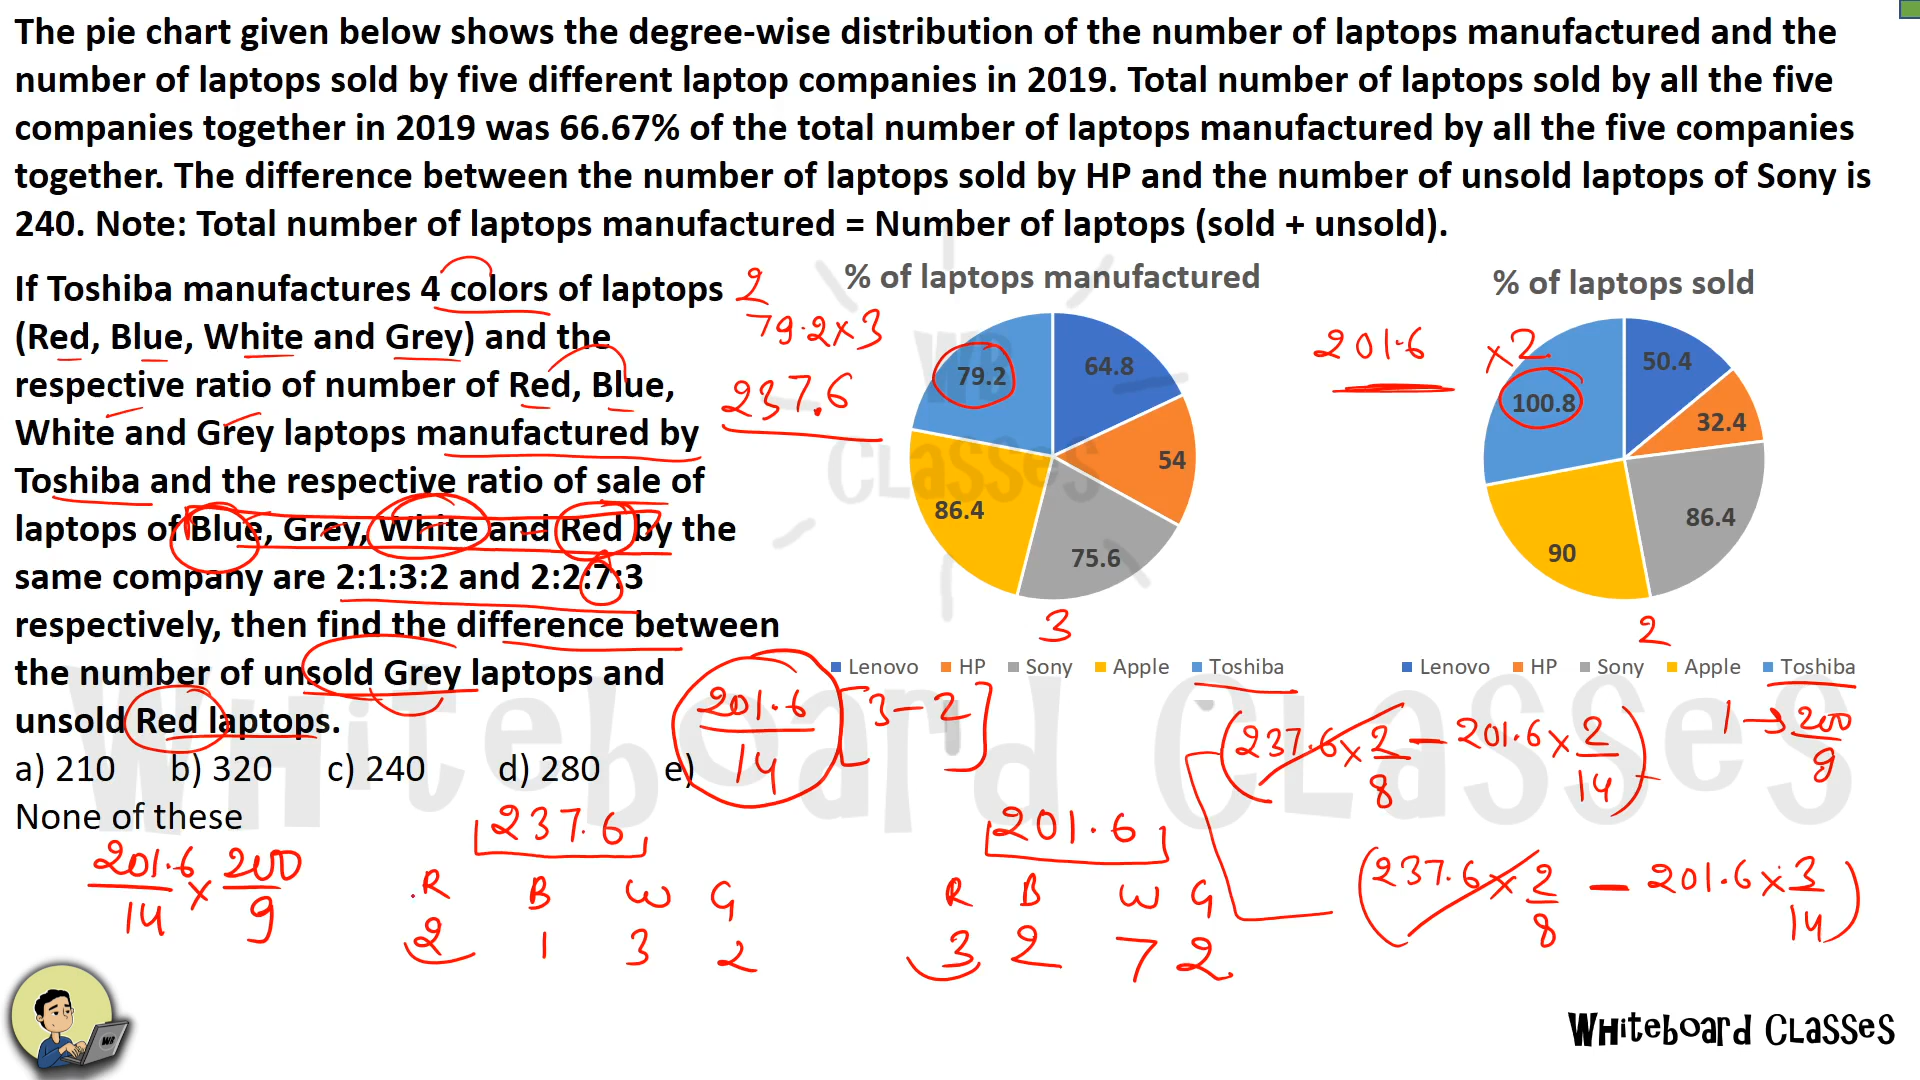 The pie chart given below shows the degree-wise distribution of the number of laptops manufactured and the
number of laptops sold by five different laptop companies in 2019. Total number of laptops sold by all the five
companies together in 2019 was 66.67% of the total number of laptops manufactured by all the five companies
together. The difference between the number of laptops sold by HP and the number of unsold laptops of Sony is
240. Note: Total number of laptops manufactured = Number of laptops (sold + unsold).
If Toshiba manufactures 4 colors of laptops
(Red, Blue, White and Grey) and the
respective ratio of number of Red, Blue,
White and Grey laptops manufactured by
Toshiba and the respective ratio of sale of
laptops of Blue, Grey, White and Red by the
same company are 2:1:3:2 and 2:2:7:3
respectively, then find the difference between
the number of unsold Grey laptops and
unsold Red laptops.
a) 210 b) 320 c) 240 d) 280 e)
None of these
2
79.2×3
237.6
% of laptops manufactured
79.2
64.8
54
75.6
86.4
3
Lenovo HP Sony Apple Toshiba
% of laptops sold
201.6 ×2
50.4
32.4
86.4
90
100.8
2
Lenovo HP Sony Apple Toshiba
201.6/14 [3-2]
(237.6×2/8 - 201.6×2/14)
1→200/9
(237.6×2/8 - 201.6×3/14)
201.6/14 × 200/9
237.6
R B W G
2 1 3 2
201.6
R B W G
3 2 7 2
WB
CLASSES
WHITEBOARD CLASSES
WB
WHITEBOARD CLASSES